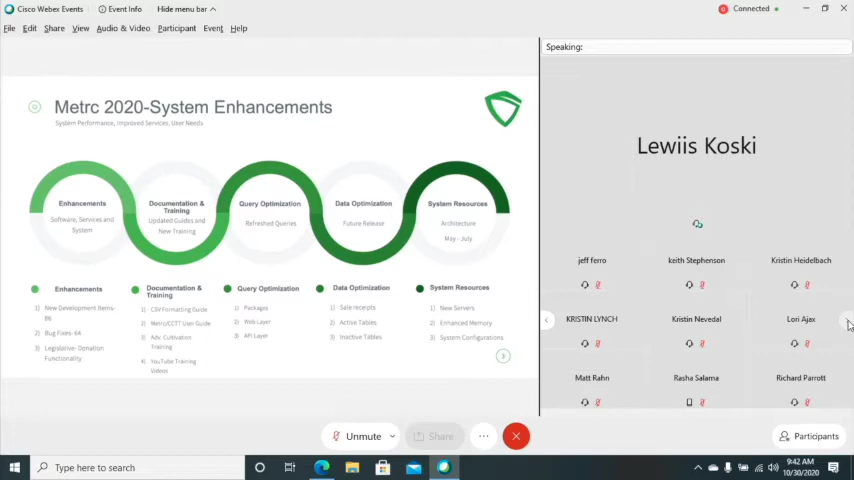 Cisco Webex Events
Event Info
Hide menu bar
Connected
File Edit Share View Audio & Video Participant Event Help
Metrc 2020-System Enhancements
System Performance, Improved Services, User Needs
Enhancements
Software, Services and
System
Documentation &
Training
Updated Guides and
New Training
Query Optimization
Refreshed Queries
Data Optimization
Future Release
System Resources
Architecture
May - July
Enhancements
1) New Development Items-
86
2) Bug Fixes- 64
3) Legislative- Donation
Functionality
Documentation &
Training
1) CSV Formatting Guide
2) Metrc/CCTT User Guide
3) Adv. Cultivation
Training
4) YouTube Training
Videos
Query Optimization
1) Packages
2) Web Layer
3) API Layer
Data Optimization
1) Sale receipts
2) Active Tables
3) Inactive Tables
System Resources
1) New Servers
2) Enhanced Memory
3) System Configurations
Speaking:
Lewiis Koski
jeff ferro
keith Stephenson
Kristin Heidelbach
KRISTIN LYNCH
Kristin Nevedal
Lori Ajax
Matt Rahn
Rasha Salama
Richard Parrott
Unmute
Share
Participants
Type here to search
9:42 AM
10/30/2020